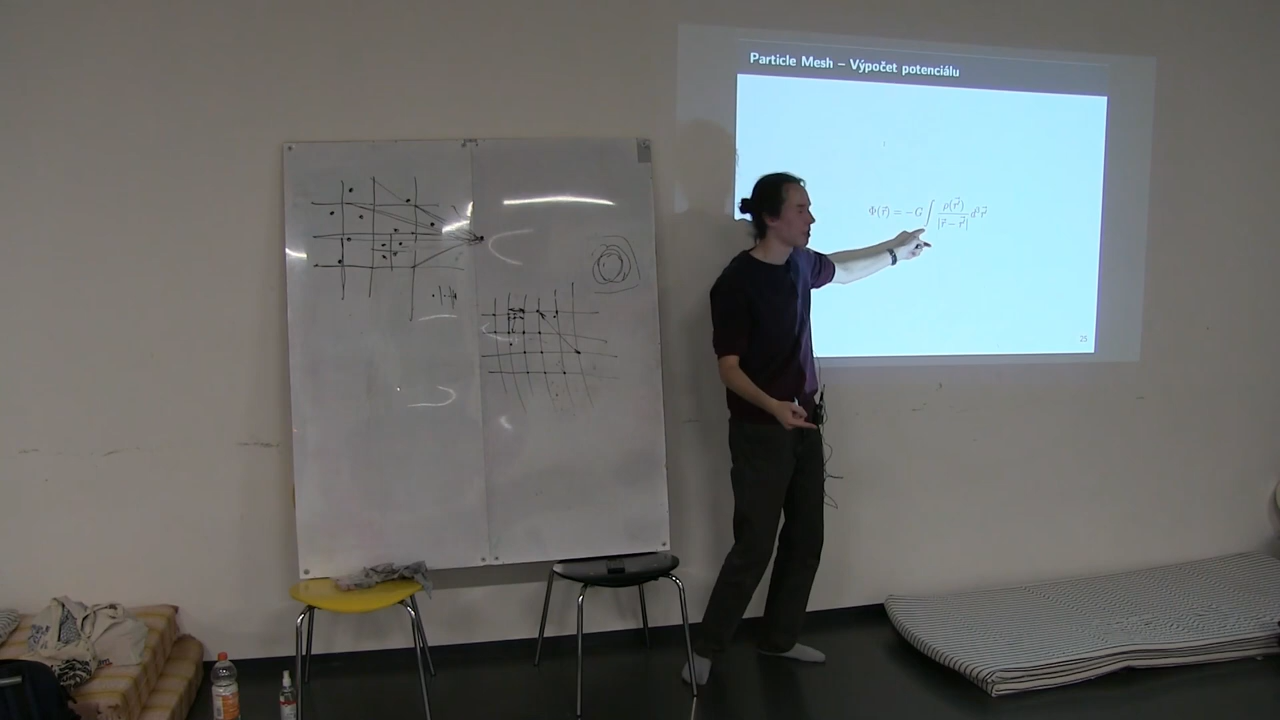 Particle Mesh – Výpočet potenciálu
Φ(r⃗) = −G ∫ ρ(r⃗′) / |r⃗ − r⃗′| d³r⃗′
25